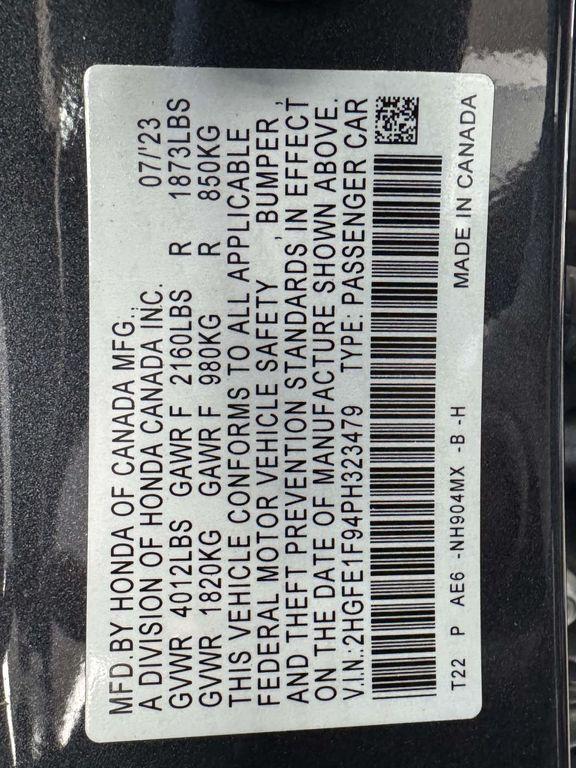 MFD.BY HONDA OF CANADA MFG.,
A DIVISION OF HONDA CANADA INC. 07/'23
GVWR 4012LBS GAWR F 2160LBS R 1873LBS
GVWR 1820KG GAWR F 980KG R 850KG
THIS VEHICLE CONFORMS TO ALL APPLICABLE
FEDERAL MOTOR VEHICLE SAFETY , BUMPER ,
AND THEFT PREVENTION STANDARDS IN EFFECT
ON THE DATE OF MANUFACTURE SHOWN ABOVE.
V.I.N:2HGFE1F94PH323479 TYPE:PASSENGER CAR
MADE IN CANADA
T22 P AE6 -NH904MX -B -H